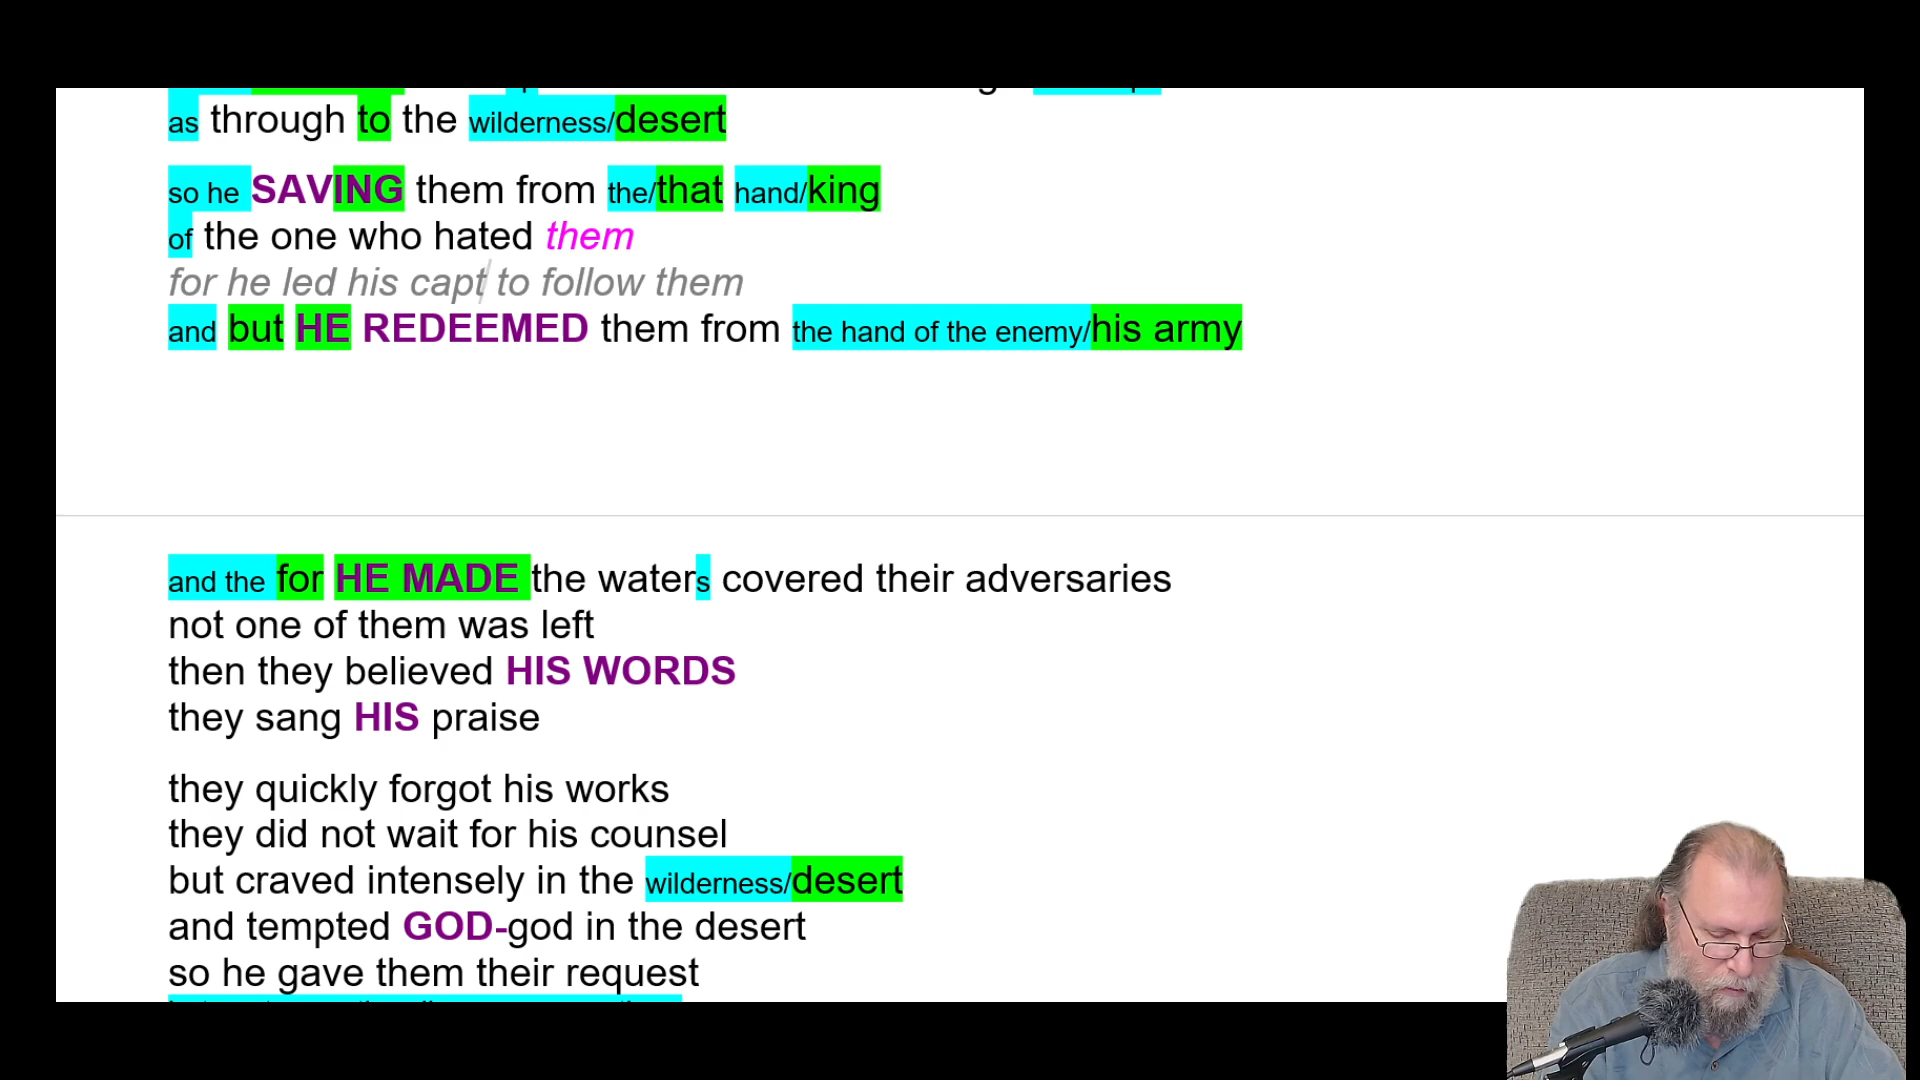 as through to the wilderness/desert
so he SAVING them from the/that hand/king
of the one who hated them
for he led his capt to follow them
and but HE REDEEMED them from the hand of the enemy/his army
and the for HE MADE the waters covered their adversaries
not one of them was left
then they believed HIS WORDS
they sang HIS praise
they quickly forgot his works
they did not wait for his counsel
but craved intensely in the wilderness/desert
and tempted GOD-god in the desert
so he gave them their request